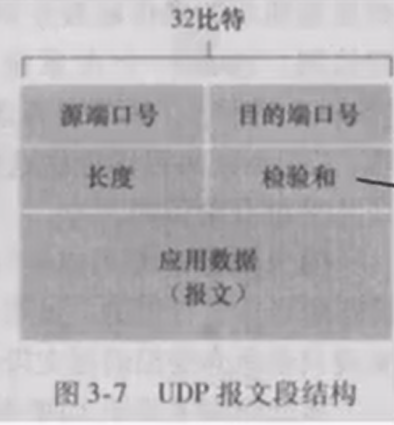 32比特
源端口号 目的端口号
长度 检验和
应用数据
（报文）
图 3-7 UDP 报文段结构